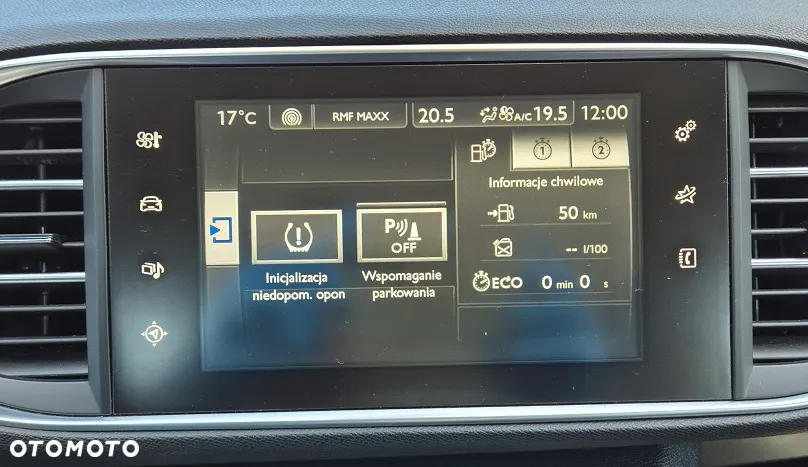 17°C
RMF MAXX
20.5
A/C 19.5
12:00
1
2
Informacje chwilowe
50 km
-- l/100
ECO 0 min 0 s
P
OFF
Inicjalizacja
niedopom. opon
Wspomaganie
parkowania
OTOMOTO